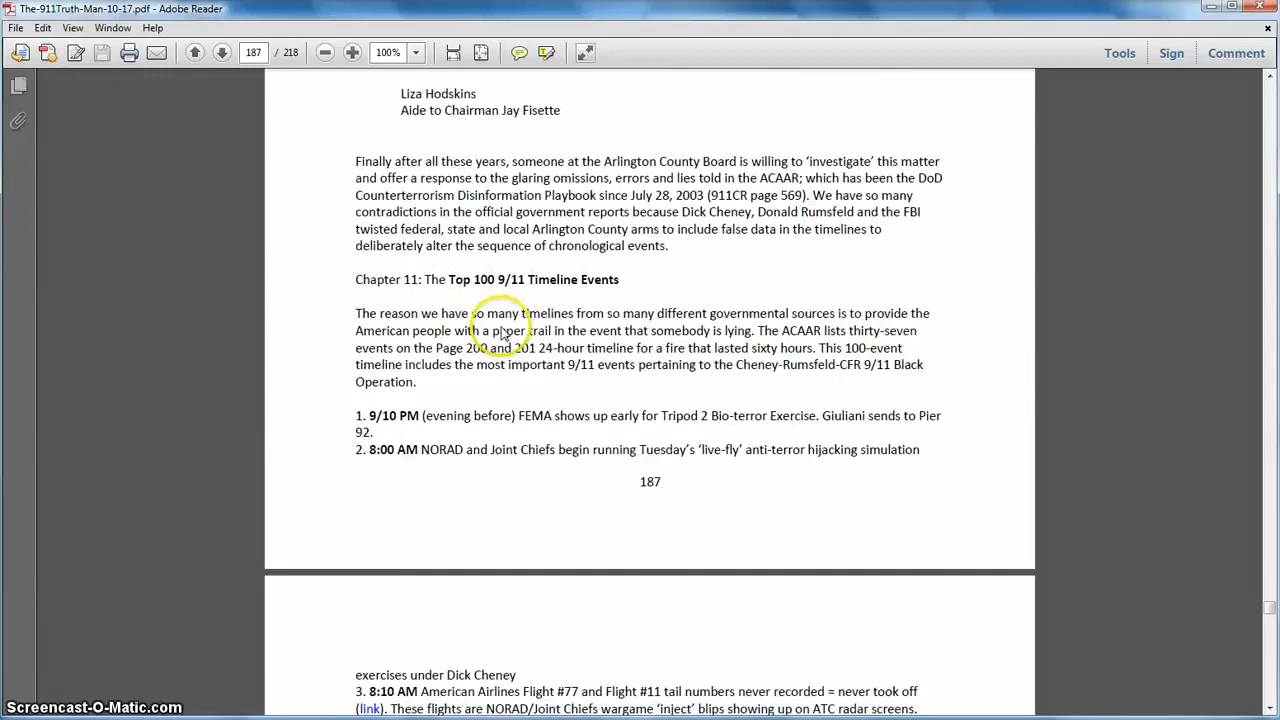 The-911Truth-Man-10-17.pdf - Adobe Reader
File Edit View Window Help
187 / 218 100% Tools Sign Comment
Liza Hodskins
Aide to Chairman Jay Fisette
Finally after all these years, someone at the Arlington County Board is willing to ‘investigate’ this matter
and offer a response to the glaring omissions, errors and lies told in the ACAAR; which has been the DoD
Counterterrorism Disinformation Playbook since July 28, 2003 (911CR page 569). We have so many
contradictions in the official government reports because Dick Cheney, Donald Rumsfeld and the FBI
twisted federal, state and local Arlington County arms to include false data in the timelines to
deliberately alter the sequence of chronological events.
Chapter 11: The Top 100 9/11 Timeline Events
The reason we have so many timelines from so many different governmental sources is to provide the
American people with a paper trail in the event that somebody is lying. The ACAAR lists thirty-seven
events on the Page 200 and 201 24-hour timeline for a fire that lasted sixty hours. This 100-event
timeline includes the most important 9/11 events pertaining to the Cheney-Rumsfeld-CFR 9/11 Black
Operation.
1. 9/10 PM (evening before) FEMA shows up early for Tripod 2 Bio-terror Exercise. Giuliani sends to Pier
92.
2. 8:00 AM NORAD and Joint Chiefs begin running Tuesday’s ‘live-fly’ anti-terror hijacking simulation
187
exercises under Dick Cheney
3. 8:10 AM American Airlines Flight #77 and Flight #11 tail numbers never recorded = never took off
(link). These flights are NORAD/Joint Chiefs wargame ‘inject’ blips showing up on ATC radar screens.
Screencast-O-Matic.com